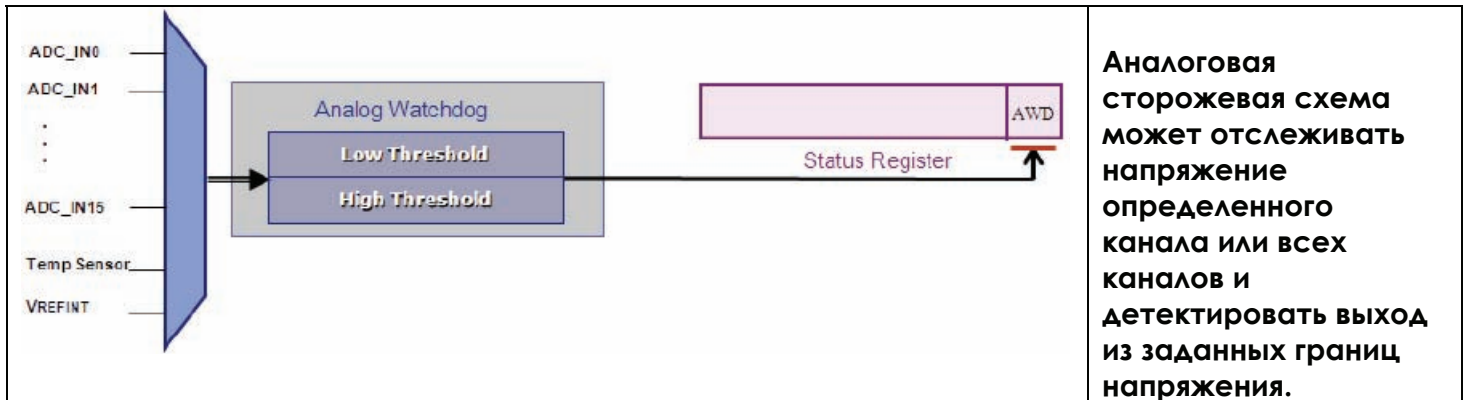 ADC_IN0
ADC_IN1
.
.
.
ADC_IN15
Temp Sensor
VREFINT
Analog Watchdog
Low Threshold
High Threshold
AWD
Status Register
Аналоговая
сторожевая схема
может отслеживать
напряжение
определенного
канала или всех
каналов и
детектировать выход
из заданных границ
напряжения.